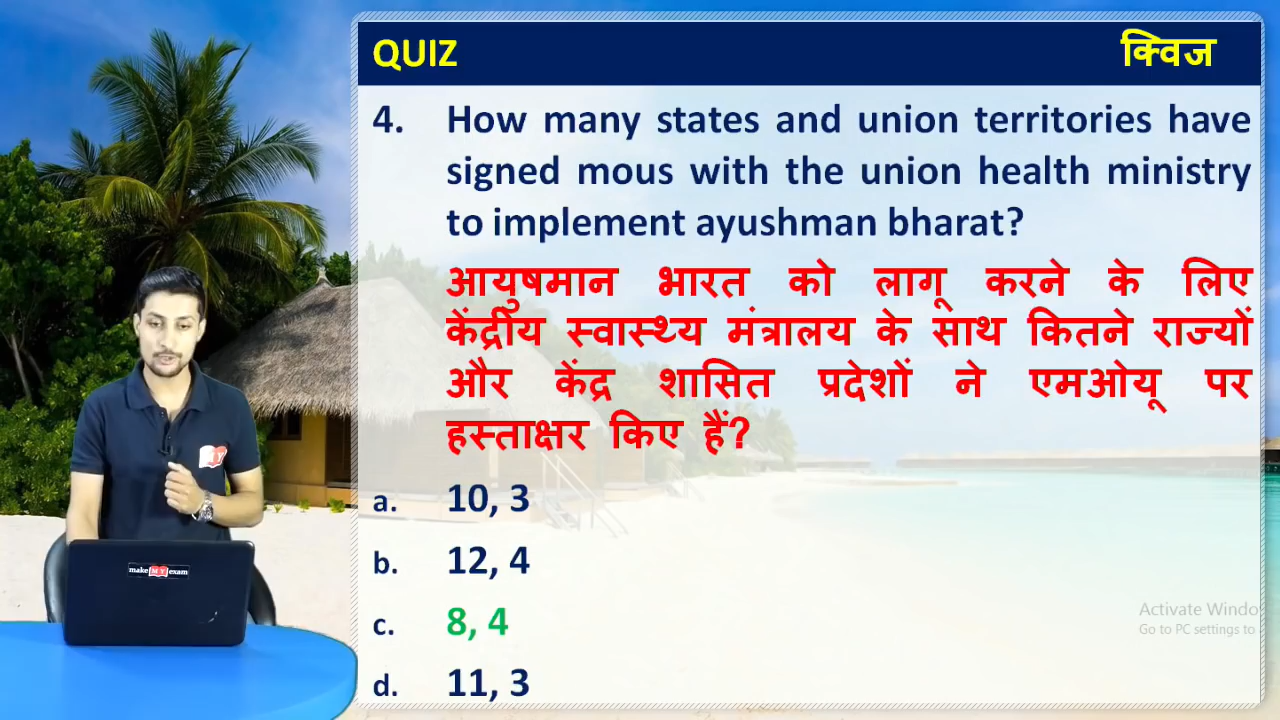 QUIZ क्विज
4. How many states and union territories have
signed mous with the union health ministry
to implement ayushman bharat?
आयुषमान भारत को लागू करने के लिए
केंद्रीय स्वास्थ्य मंत्रालय के साथ कितने राज्यों
और केंद्र शासित प्रदेशों ने एमओयू पर
हस्ताक्षर किए हैं?
a. 10, 3
b. 12, 4
c. 8, 4
d. 11, 3
Activate Windo
Go to PC settings to
MY
make MY exam